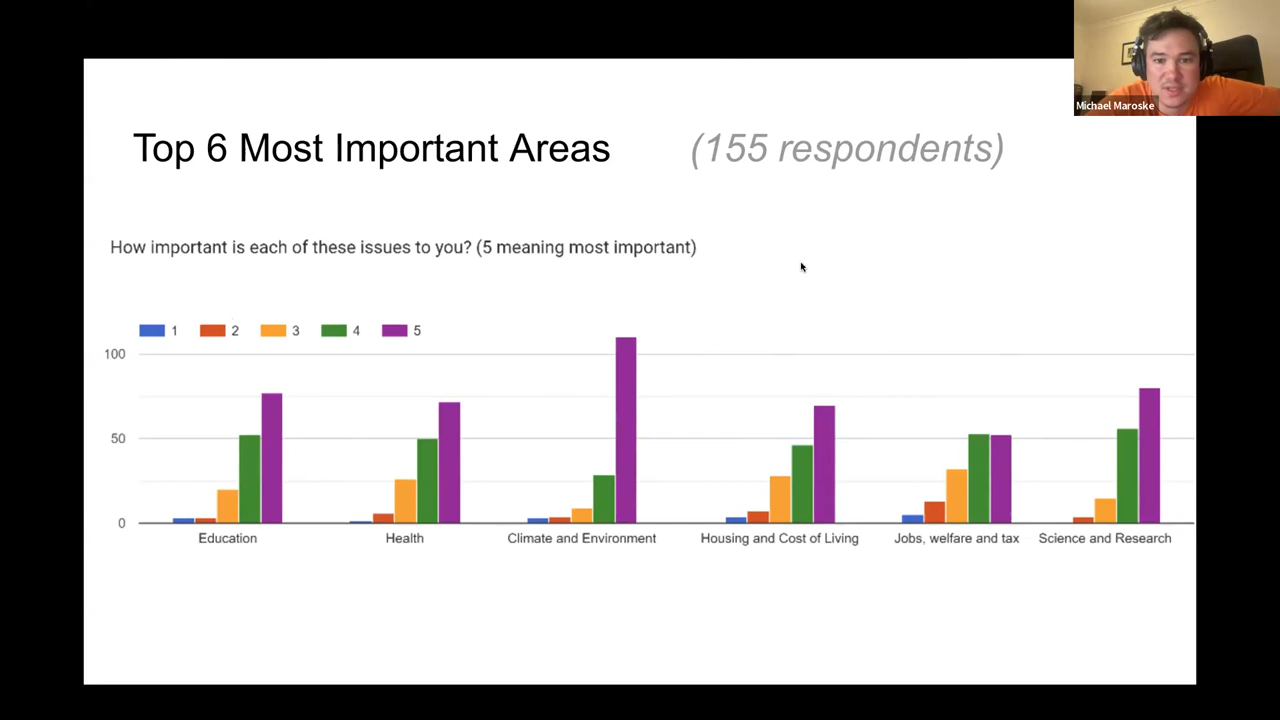 Michael Maroske
Top 6 Most Important Areas (155 respondents)
How important is each of these issues to you? (5 meaning most important)
1 2 3 4 5
100
50
0
Education Health Climate and Environment Housing and Cost of Living Jobs, welfare and tax Science and Research